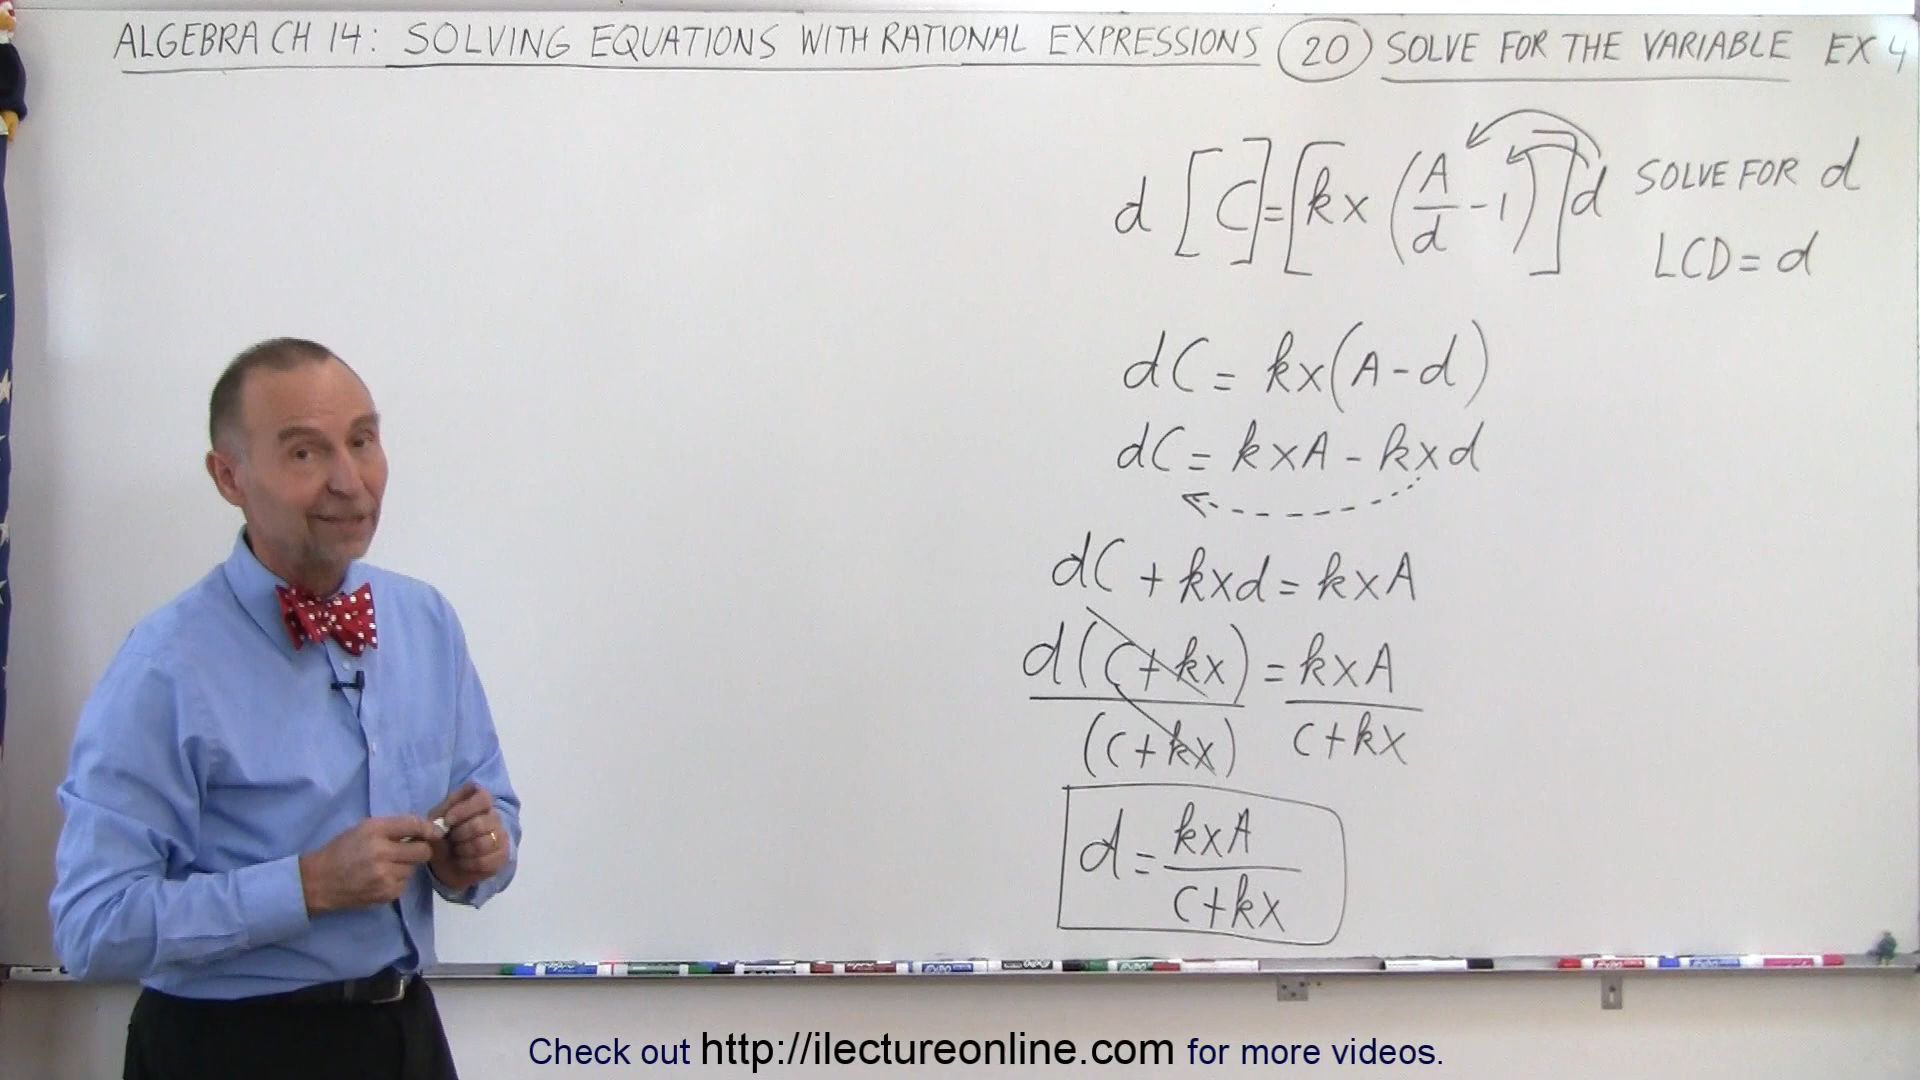 ALGEBRA CH 14: SOLVING EQUATIONS WITH RATIONAL EXPRESSIONS (20) SOLVE FOR THE VARIABLE EX 4
d [C] = [kx (A/d - 1)] d SOLVE FOR d
LCD = d
dC = kx(A - d)
dC = kxA - kxd
dC + kxd = kxA
d(C + kx) = kxA
(C + kx) C + kx
d = kxA
C + kx
Check out http://ilectureonline.com for more videos.